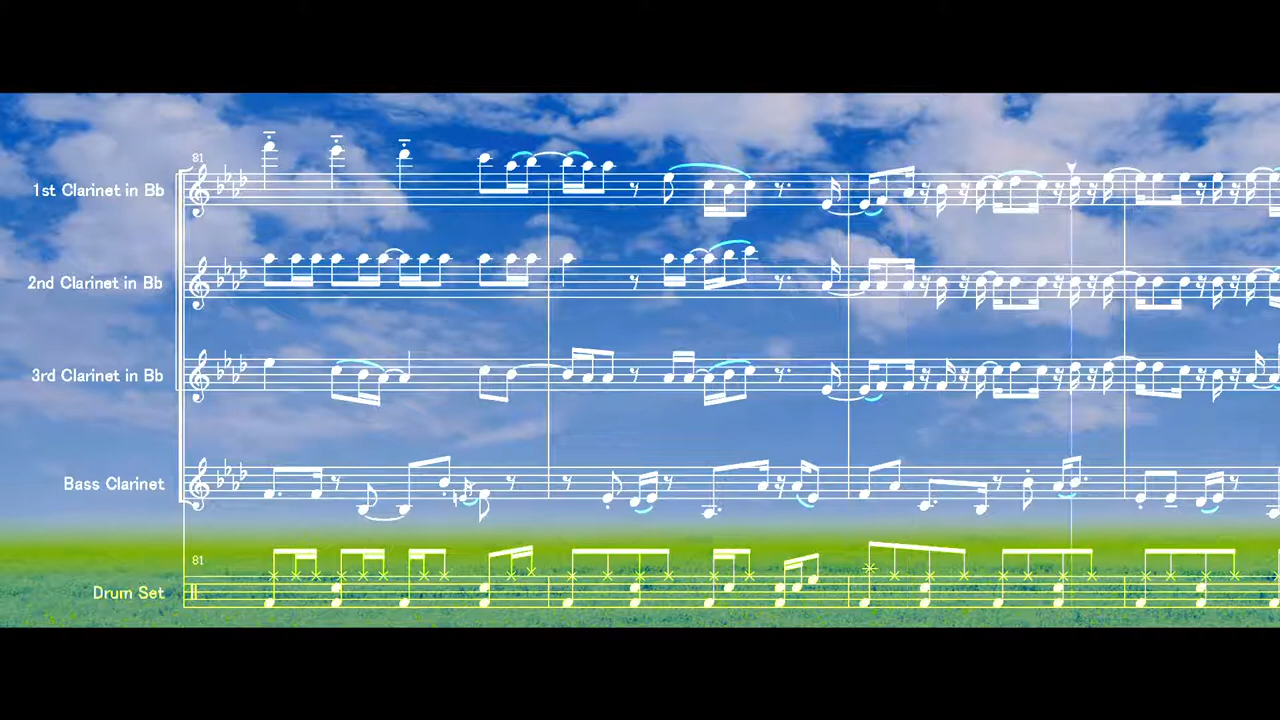 81
1st Clarinet in Bb
2nd Clarinet in Bb
3rd Clarinet in Bb
Bass Clarinet
81
Drum Set